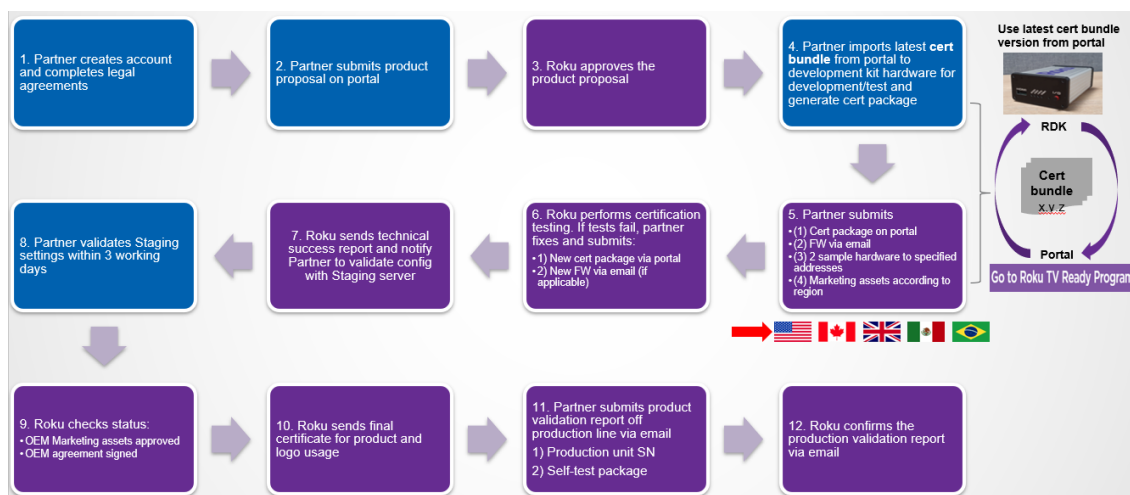 1. Partner creates account
and completes legal
agreements
2. Partner submits product
proposal on portal
3. Roku approves the
product proposal
4. Partner imports latest cert
bundle from portal to
development kit hardware for
development/test and
generate cert package
Use latest cert bundle
version from portal
RDK
Cert
bundle
x.v z
Portal
Go to Roku TV Ready Program
5. Partner submits
•(1) Cert package on portal
•(2) FW via email
•(3) 2 sample hardware to specified
addresses
•(4) Marketing assets according to
region
6. Roku performs certification
testing. If tests fail, partner
fixes and submits:
•1) New cert package via portal
•2) New FW via email (if
applicable)
7. Roku sends technical
success report and notify
Partner to validate config
with Staging server
8. Partner validates Staging
settings within 3 working
days
9. Roku checks status:
•OEM Marketing assets approved
•OEM agreement signed
10. Roku sends final
certificate for product and
logo usage
11. Partner submits product
validation report off
production line via email
1) Production unit SN
2) Self-test package
12. Roku confirms the
production validation report
via email